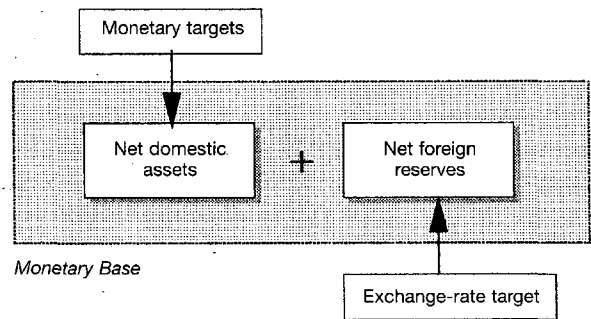 Monetary targets
Net domestic
assets
+
Net foreign
reserves
Monetary Base
Exchange-rate target